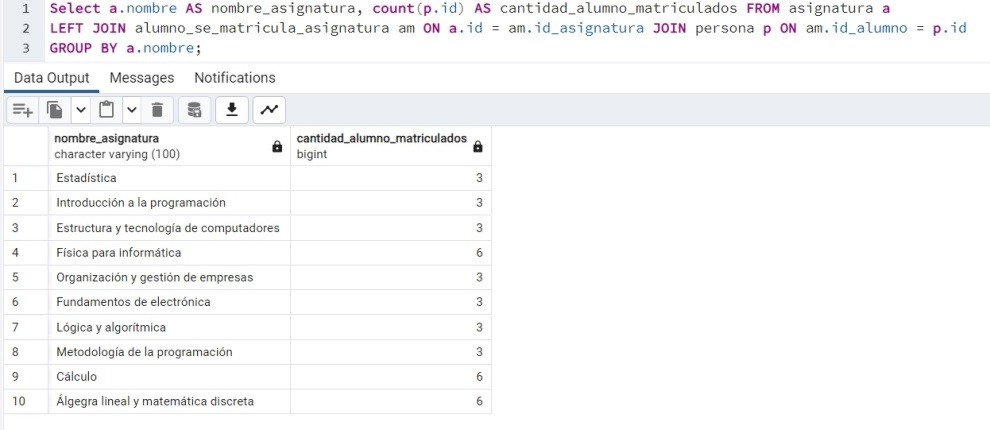 1 Select a.nombre AS nombre_asignatura, count(p.id) AS cantidad_alumno_matriculados FROM asignatura a
2 LEFT JOIN alumno_se_matricula_asignatura am ON a.id = am.id_asignatura JOIN persona p ON am.id_alumno = p.id
3 GROUP BY a.nombre;
Data Output Messages Notifications
nombre_asignatura cantidad_alumno_matriculados
character varying (100) bigint
1 Estadística 3
2 Introducción a la programación 3
3 Estructura y tecnología de computadores 3
4 Física para informática 6
5 Organización y gestión de empresas 3
6 Fundamentos de electrónica 3
7 Lógica y algorítmica 3
8 Metodología de la programación 3
9 Cálculo 6
10 Álgegra lineal y matemática discreta 6